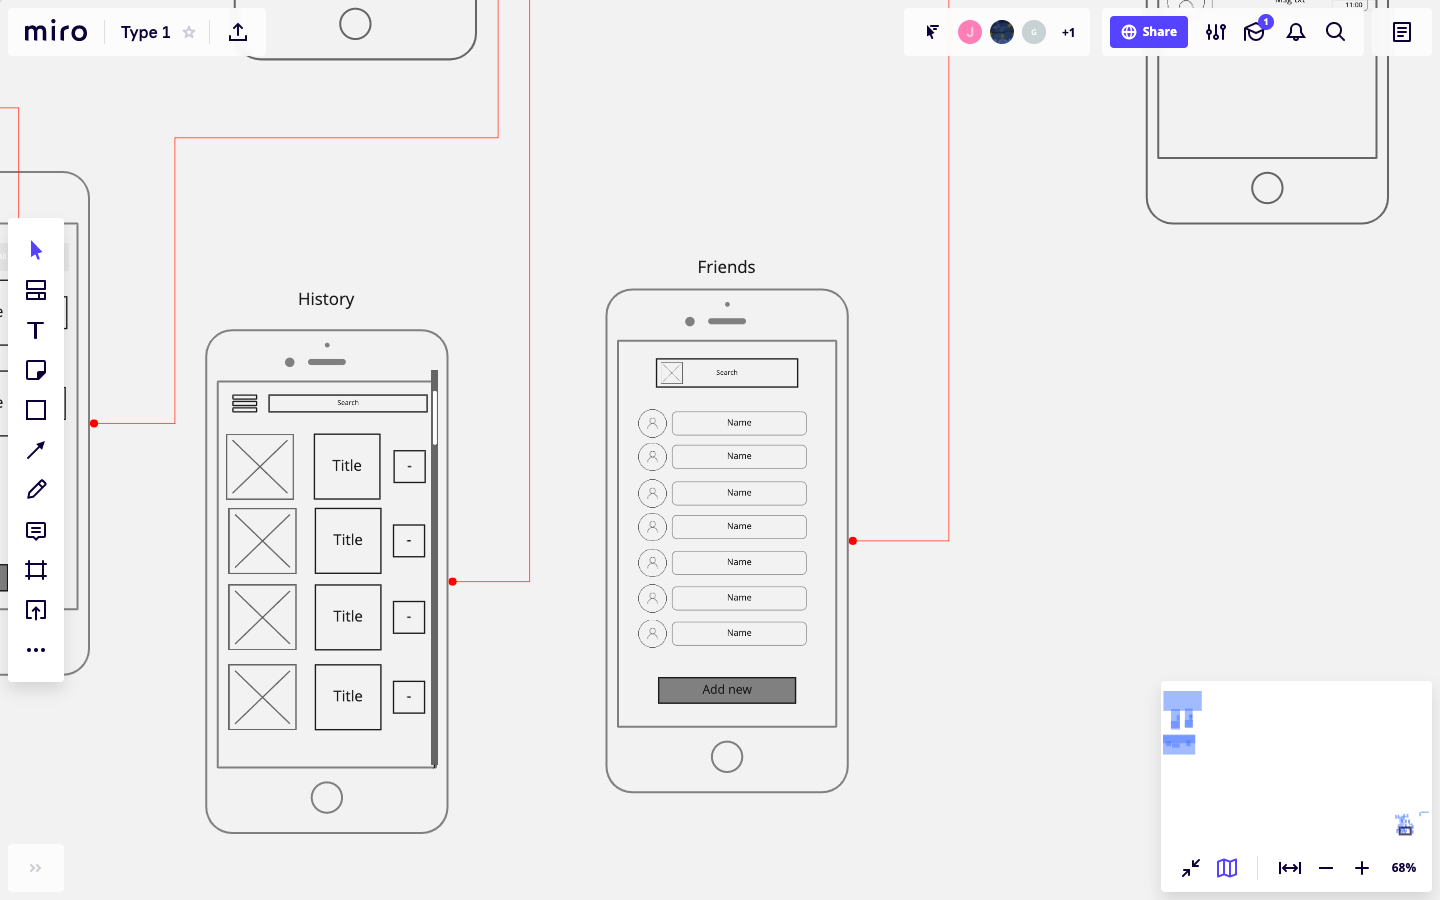 miro
Type 1
J
G
+1
Share
1
11:00
History
Search
Title
-
Title
-
Title
-
Title
-
Friends
Search
Name
Name
Name
Name
Name
Name
Name
Add new
68%